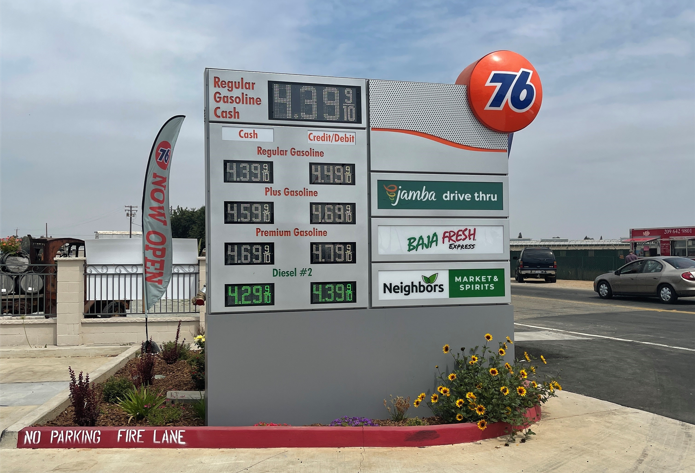 76
Regular
Gasoline
Cash
4.39 9/10
Cash Credit/Debit
Regular Gasoline
4.39 9/10 4.49 9/10
Plus Gasoline
4.59 9/10 4.69 9/10
Premium Gasoline
4.69 9/10 4.79 9/10
Diesel #2
4.29 9/10 4.39 9/10
jamba drive thru
BAJA FRESH
EXPRESS
Neighbors MARKET &
SPIRITS
76
NOW OPEN
NO PARKING FIRE LANE